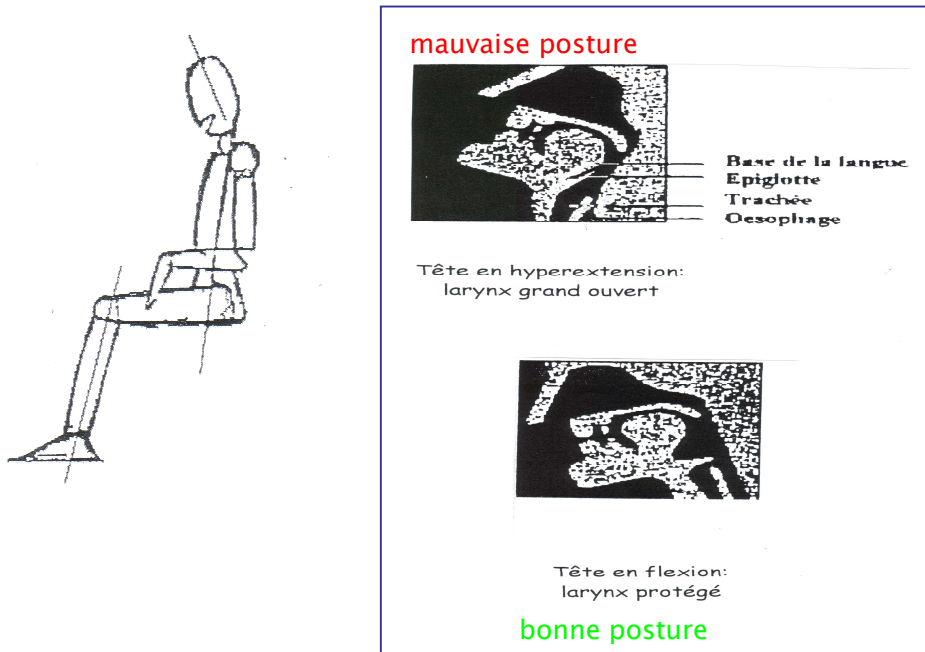 mauvaise posture
Base de la langue
Epiglotte
Trachée
Oesophage
Tête en hyperextension:
larynx grand ouvert
Tête en flexion:
larynx protégé
bonne posture